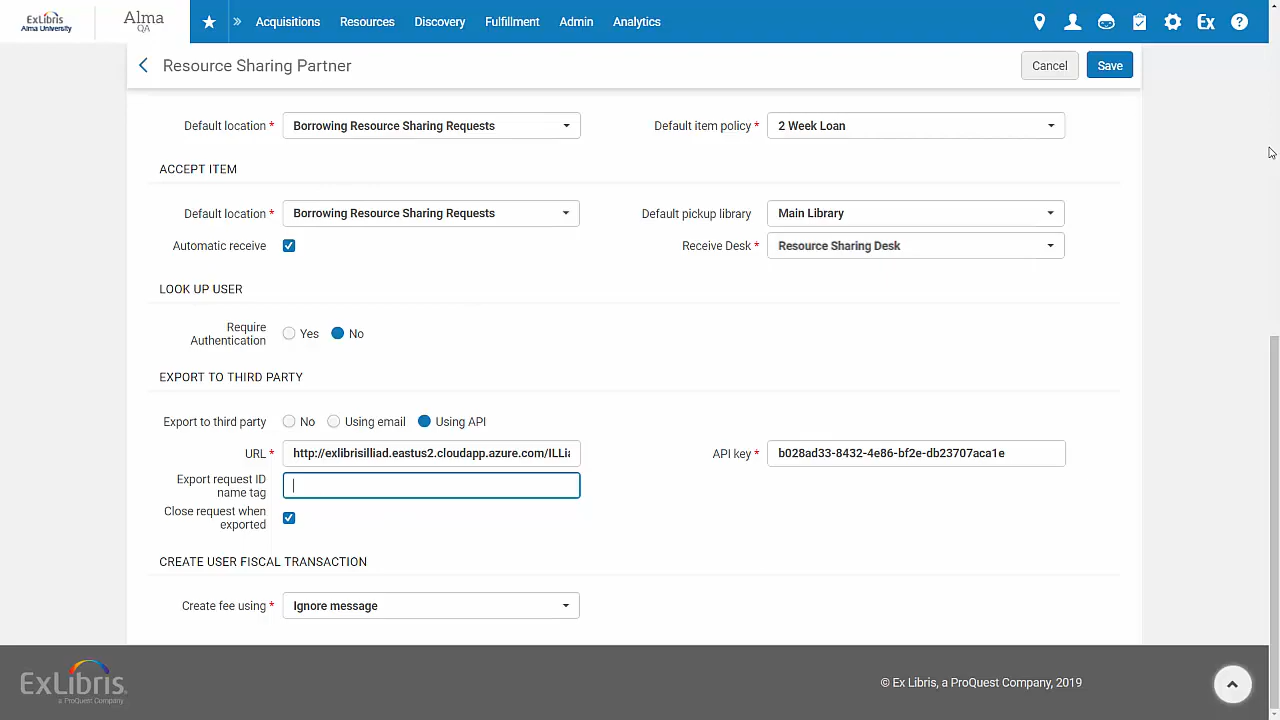 ExLibris
Alma University
Alma
QA
Acquisitions
Resources
Discovery
Fulfillment
Admin
Analytics
Ex
?
Resource Sharing Partner
Cancel
Save
Default location * Borrowing Resource Sharing Requests
Default item policy * 2 Week Loan
ACCEPT ITEM
Default location * Borrowing Resource Sharing Requests
Default pickup library Main Library
Automatic receive
Receive Desk * Resource Sharing Desk
LOOK UP USER
Require
Authentication
Yes No
EXPORT TO THIRD PARTY
Export to third party No Using email Using API
URL * http://exlibrisilliad.eastus2.cloudapp.azure.com/ILLia
API key * b028ad33-8432-4e86-bf2e-db23707aca1e
Export request ID
name tag
Close request when
exported
CREATE USER FISCAL TRANSACTION
Create fee using * Ignore message
ExLibris
a ProQuest Company
© Ex Libris, a ProQuest Company, 2019